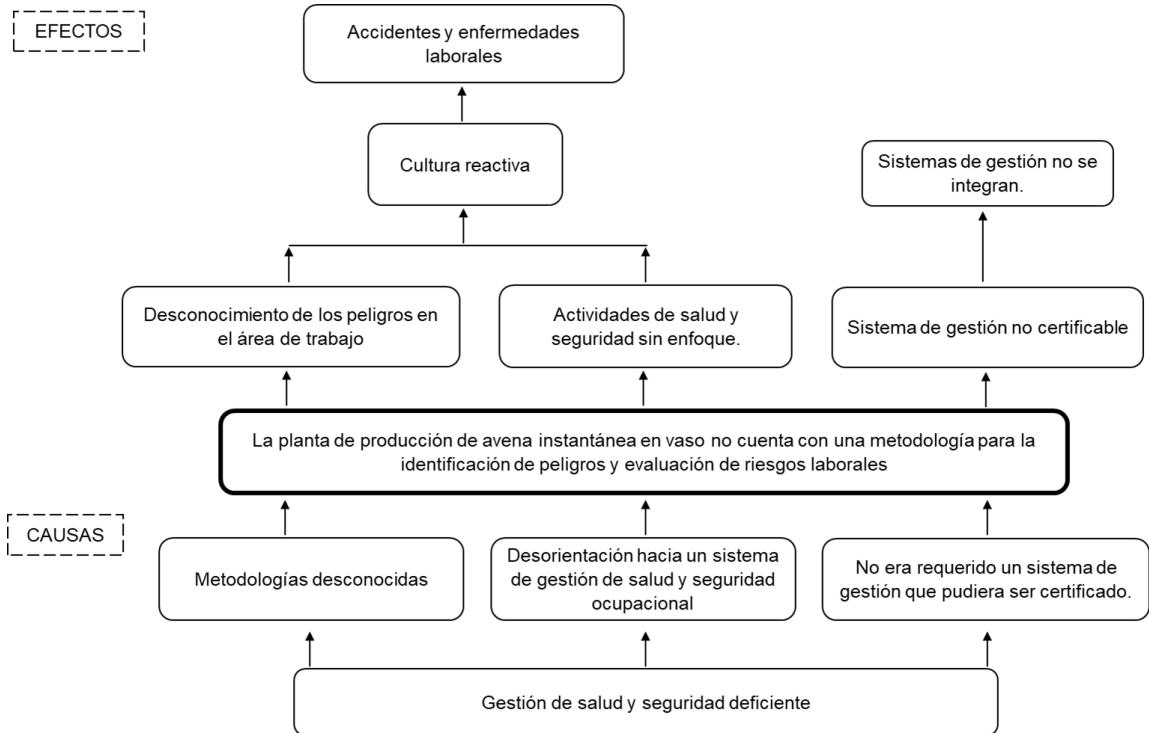 EFECTOS
Accidentes y enfermedades
laborales
Cultura reactiva
Sistemas de gestión no se
integran.
Desconocimiento de los peligros en
el área de trabajo
Actividades de salud y
seguridad sin enfoque.
Sistema de gestión no certificable
La planta de producción de avena instantánea en vaso no cuenta con una metodología para la
identificación de peligros y evaluación de riesgos laborales
CAUSAS
Metodologías desconocidas
Desorientación hacia un sistema
de gestión de salud y seguridad
ocupacional
No era requerido un sistema de
gestión que pudiera ser certificado.
Gestión de salud y seguridad deficiente